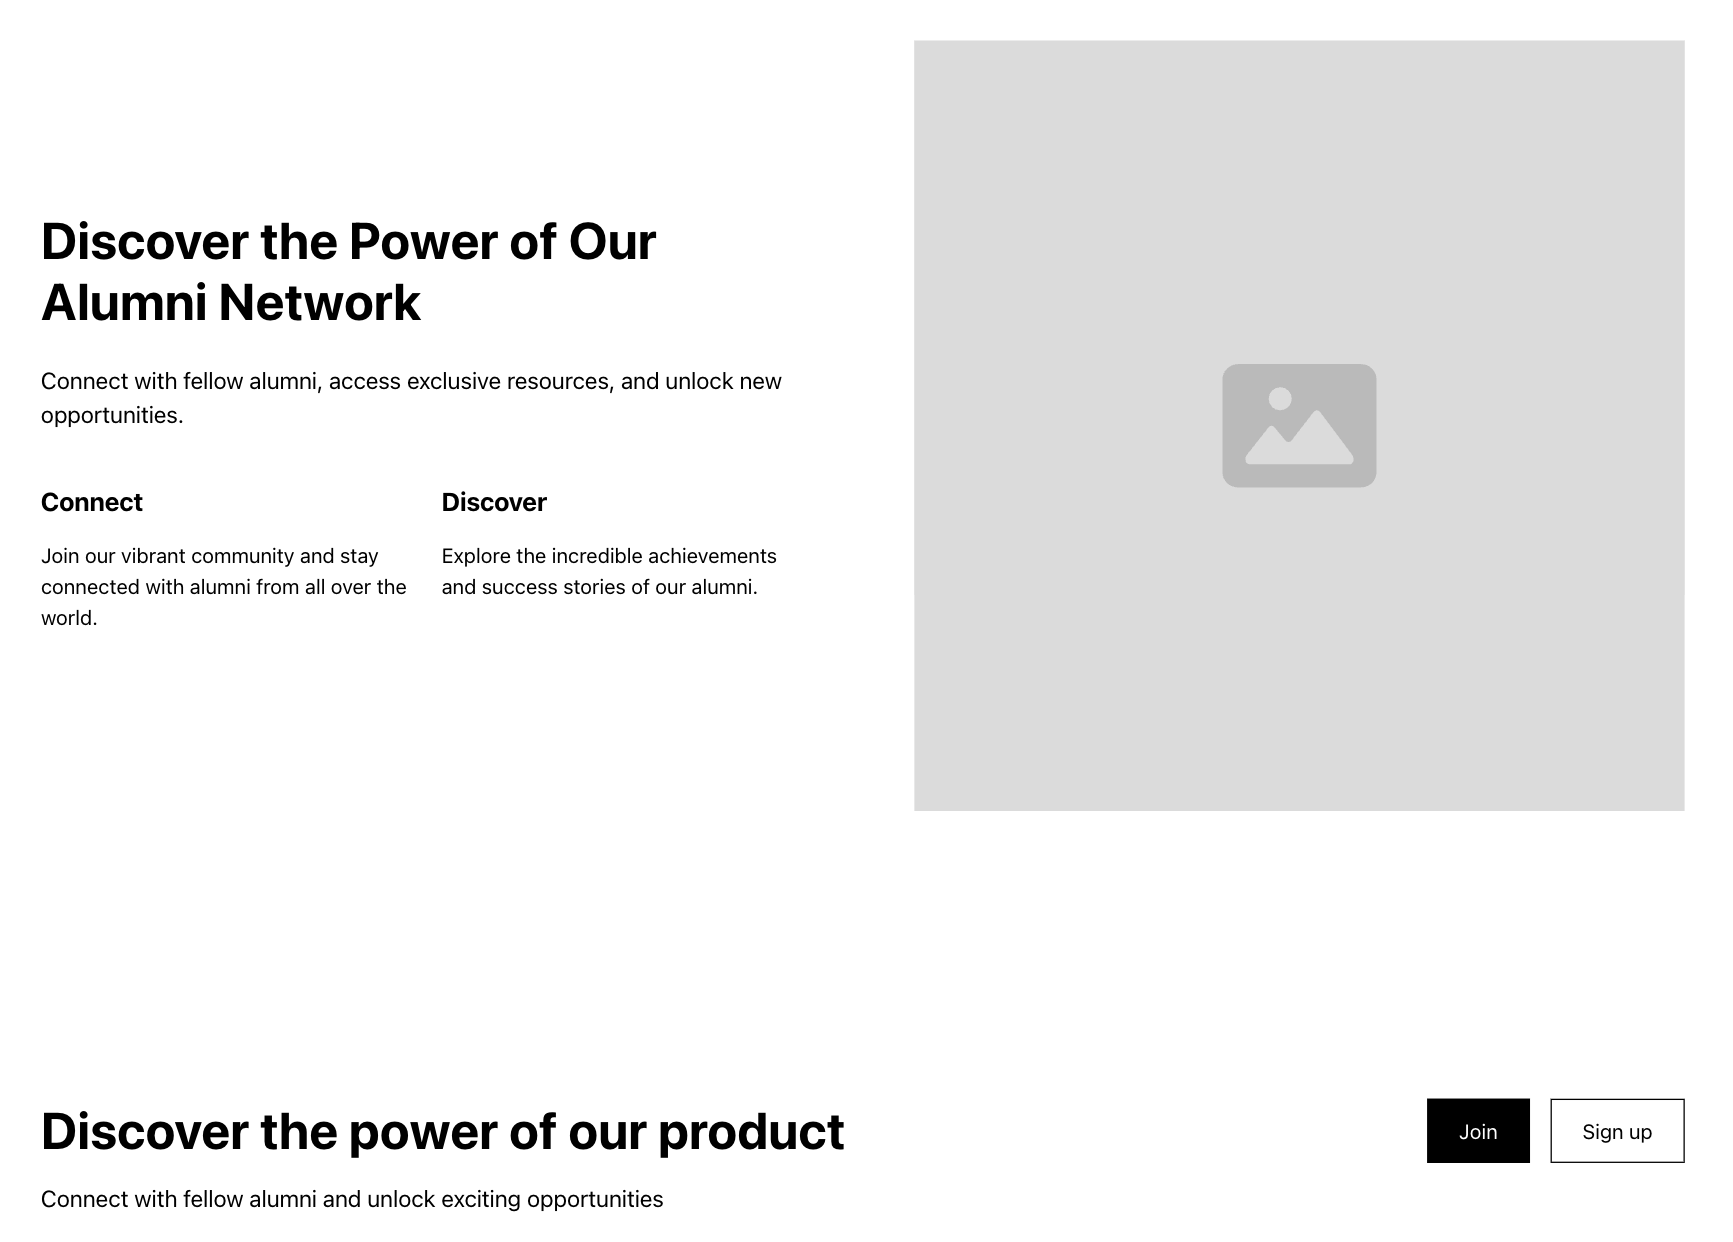 Discover the Power of Our
Alumni Network
Connect with fellow alumni, access exclusive resources, and unlock new
opportunities.
Connect
Join our vibrant community and stay
connected with alumni from all over the
world.
Discover
Explore the incredible achievements
and success stories of our alumni.
Discover the power of our product
Connect with fellow alumni and unlock exciting opportunities
Join
Sign up